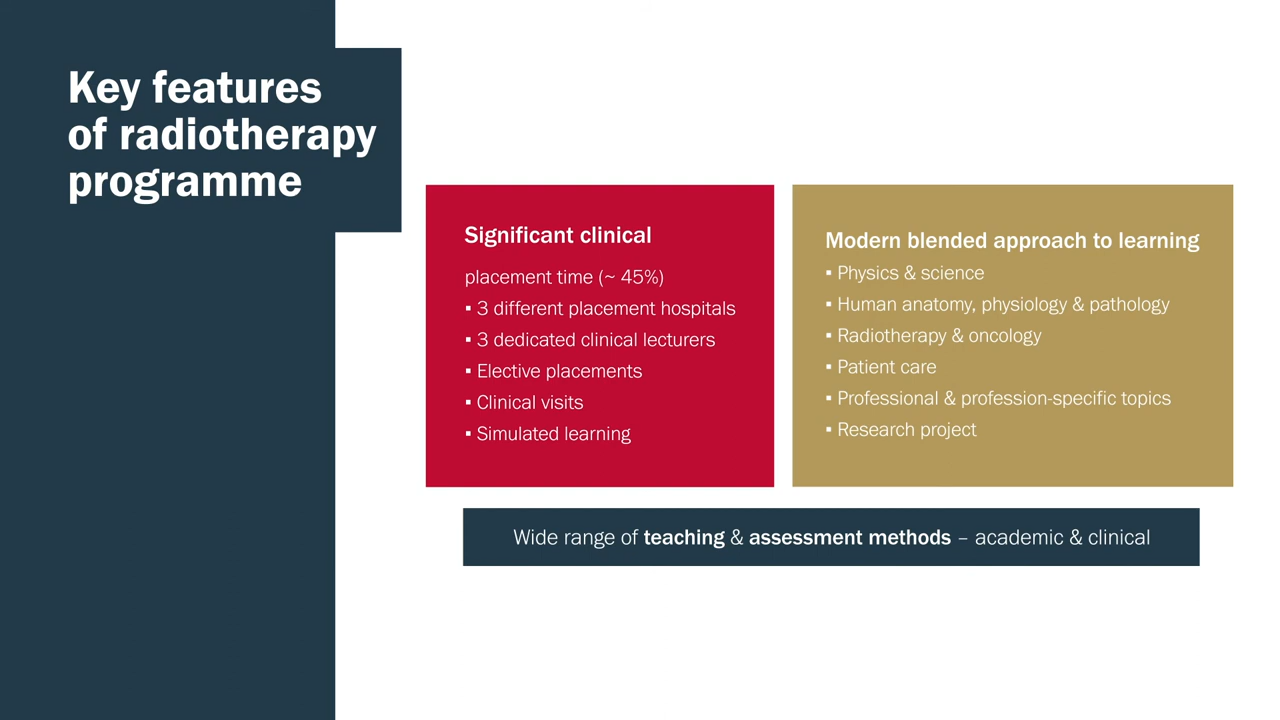 Key features
of radiotherapy
programme
Significant clinical
placement time (~ 45%)
▪ 3 different placement hospitals
▪ 3 dedicated clinical lecturers
▪ Elective placements
▪ Clinical visits
▪ Simulated learning
Modern blended approach to learning
▪ Physics & science
▪ Human anatomy, physiology & pathology
▪ Radiotherapy & oncology
▪ Patient care
▪ Professional & profession-specific topics
▪ Research project
Wide range of teaching & assessment methods – academic & clinical